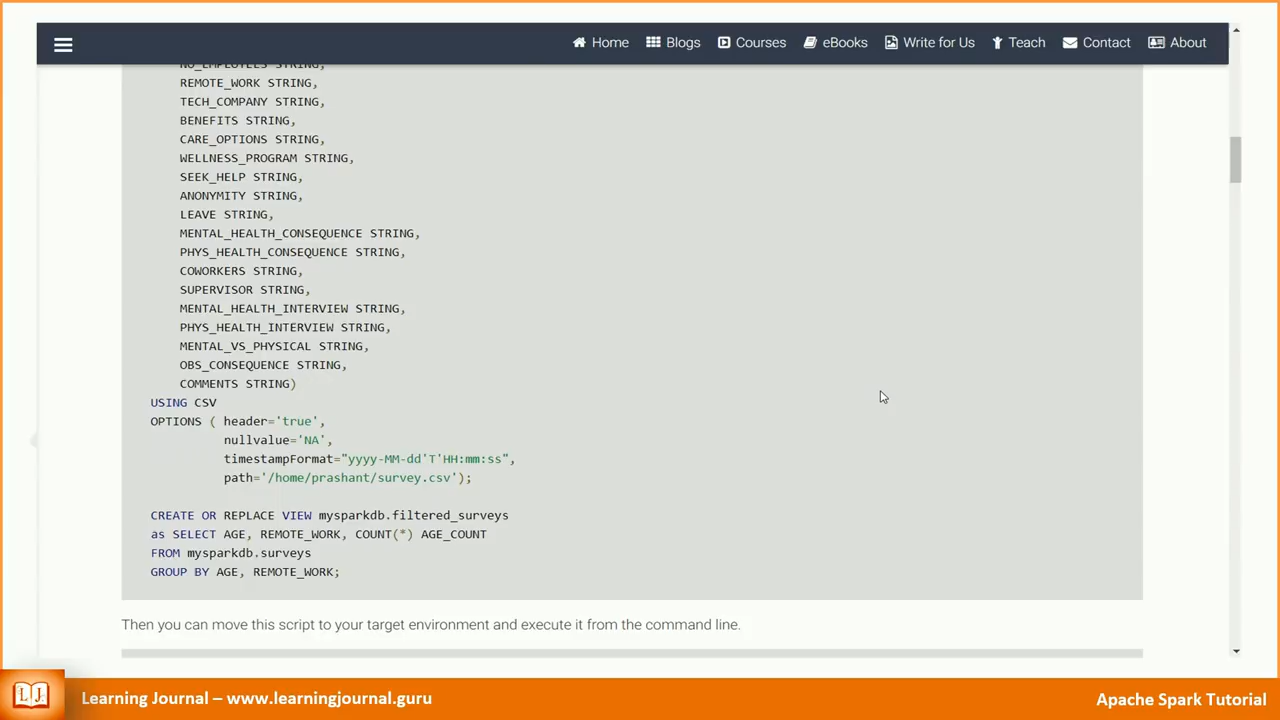 Home Blogs Courses eBooks Write for Us Teach Contact About
NO_EMPLOYEES STRING,
REMOTE_WORK STRING,
TECH_COMPANY STRING,
BENEFITS STRING,
CARE_OPTIONS STRING,
WELLNESS_PROGRAM STRING,
SEEK_HELP STRING,
ANONYMITY STRING,
LEAVE STRING,
MENTAL_HEALTH_CONSEQUENCE STRING,
PHYS_HEALTH_CONSEQUENCE STRING,
COWORKERS STRING,
SUPERVISOR STRING,
MENTAL_HEALTH_INTERVIEW STRING,
PHYS_HEALTH_INTERVIEW STRING,
MENTAL_VS_PHYSICAL STRING,
OBS_CONSEQUENCE STRING,
COMMENTS STRING)
USING CSV
OPTIONS ( header='true',
nullvalue='NA',
timestampFormat="yyyy-MM-dd'T'HH:mm:ss",
path='/home/prashant/survey.csv');
CREATE OR REPLACE VIEW mysparkdb.filtered_surveys
as SELECT AGE, REMOTE_WORK, COUNT(*) AGE_COUNT
FROM mysparkdb.surveys
GROUP BY AGE, REMOTE_WORK;
Then you can move this script to your target environment and execute it from the command line.
LJ
Learning Journal – www.learningjournal.guru
Apache Spark Tutorial